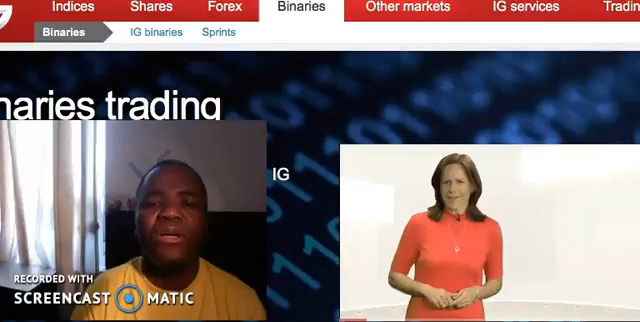 Indices Shares Forex Binaries Other markets IG services Tradin
Binaries IG binaries Sprints
naries trading
IG
RECORDED WITH
SCREENCAST MATIC